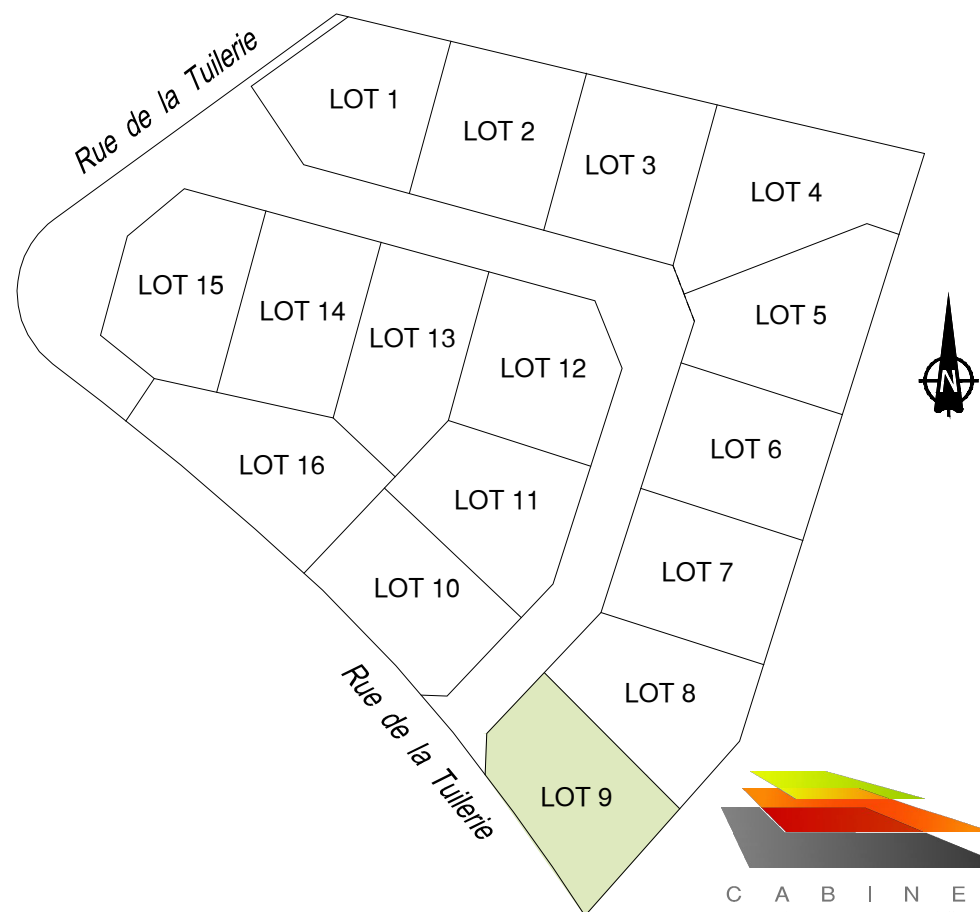 Rue de la Tuilerie
LOT 1
LOT 2
LOT 3
LOT 4
LOT 15
LOT 14
LOT 13
LOT 12
LOT 5
N
LOT 16
LOT 11
LOT 6
LOT 10
LOT 7
Rue de la Tuilerie
LOT 8
LOT 9
C A B I N E